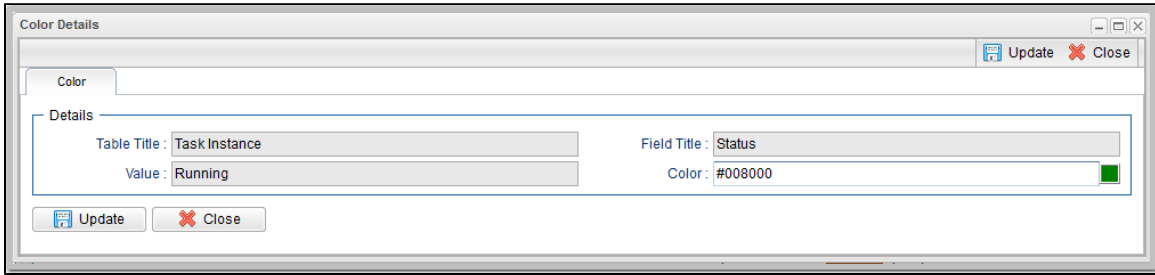 Color Details
Update Close
Color
Details
Table Title : Task Instance Field Title : Status
Value : Running Color : #008000
Update Close